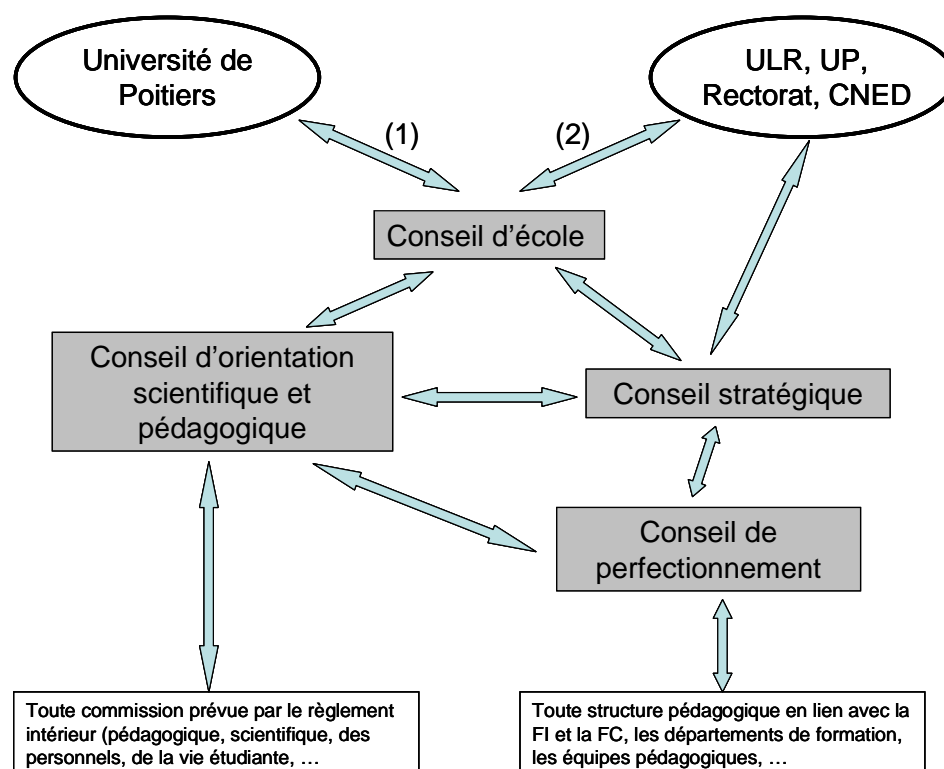 Université de
Poitiers
ULR, UP,
Rectorat, CNED
(1)
(2)
Conseil d'école
Conseil d'orientation
scientifique et
pédagogique
Conseil stratégique
Conseil de
perfectionnement
Toute commission prévue par le règlement
intérieur (pédagogique, scientifique, des
personnels, de la vie étudiante, …
Toute structure pédagogique en lien avec la
FI et la FC, les départements de formation,
les équipes pédagogiques, …